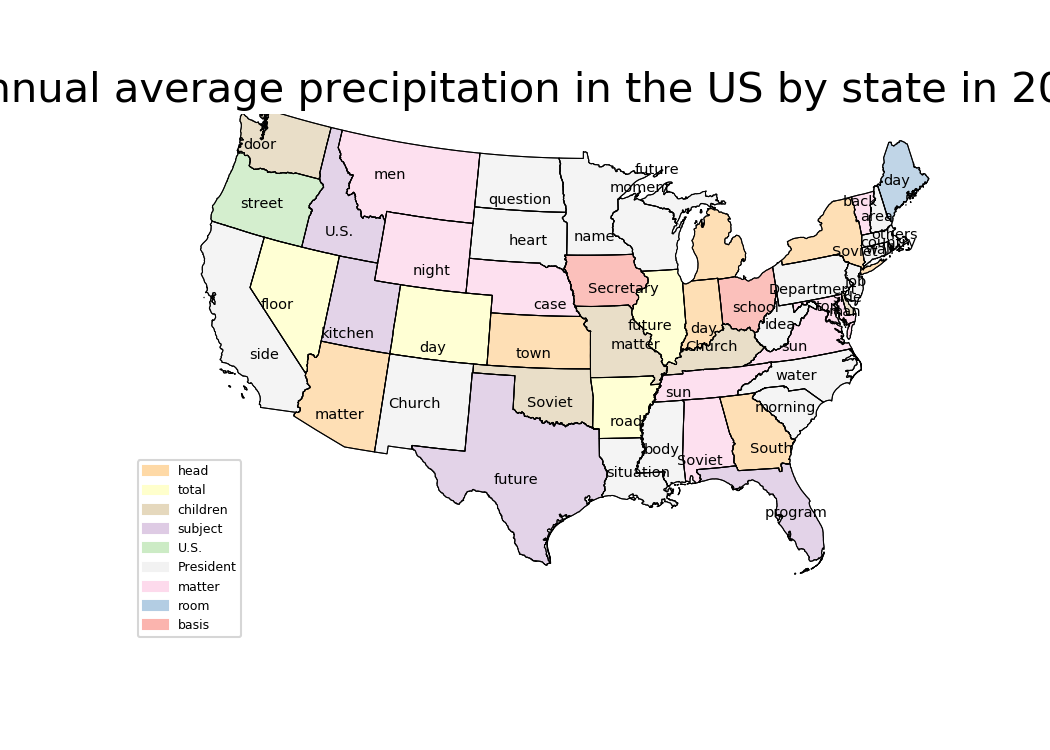 nnual average precipitation in the US by state in 20
door
future
men
moment
day
question
back
street
area
U.S.
name
heart
others
country
Soviet
night
Department
job
Secretary
side
case
floor
school
top
man
future
idea
kitchen
day
matter
Church
sun
day
town
side
water
sun
Church
Soviet
morning
matter
road
body
South
Soviet
situation
future
program
head
total
children
subject
U.S.
President
matter
room
basis